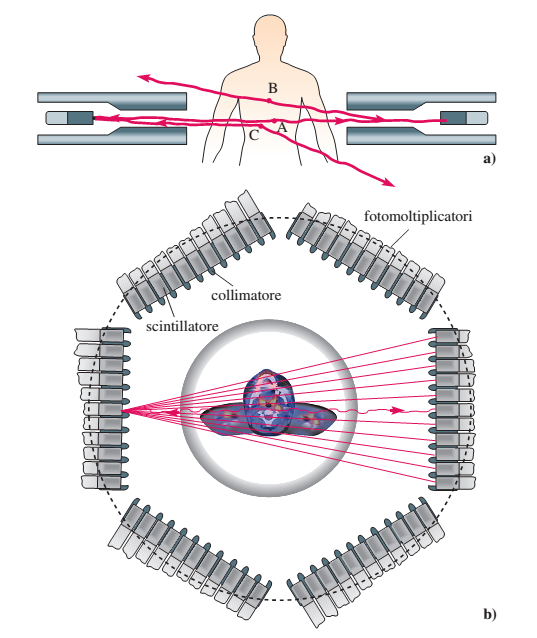 B
A
C
a)
fotomoltiplicatori
collimatore
scintillatore
b)